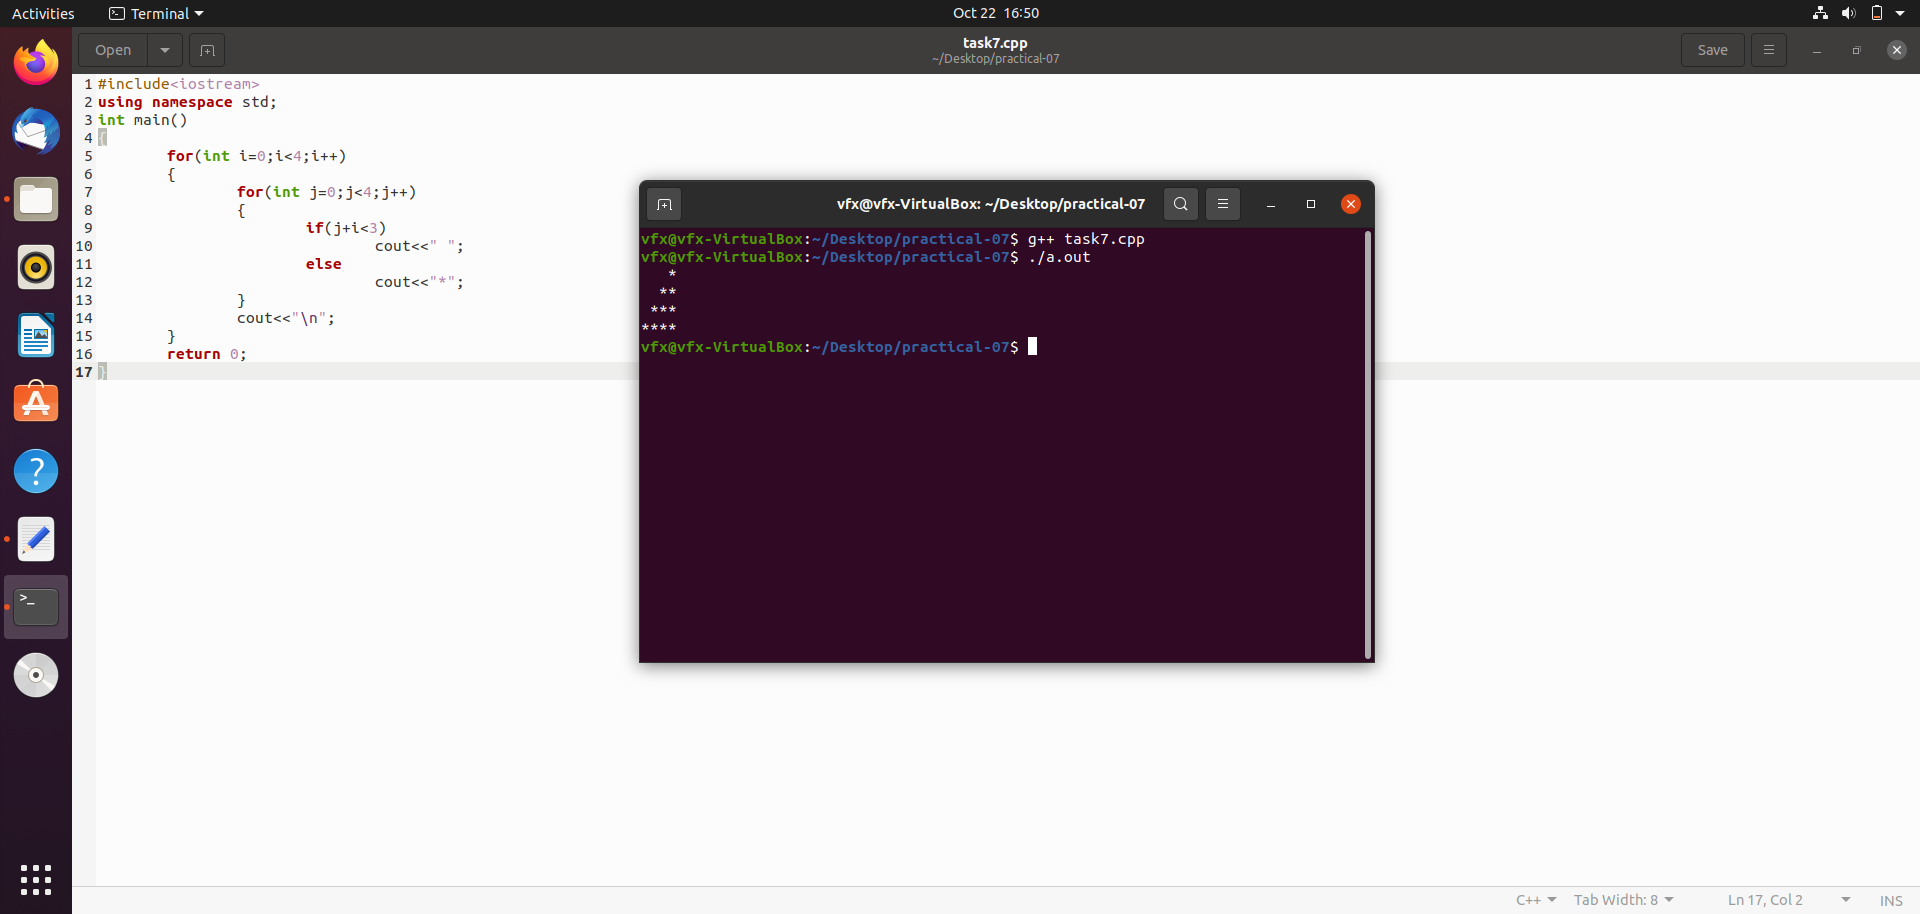 Activities
Terminal
Oct 22 16:50
Open
task7.cpp
~/Desktop/practical-07
Save
1 #include<iostream>
2 using namespace std;
3 int main()
4 {
5         for(int i=0;i<4;i++)
6         {
7                 for(int j=0;j<4;j++)
8                 {
9                         if(j+i<3)
10                                 cout<<" ";
11                         else
12                                 cout<<"*";
13                 }
14                 cout<<"\n";
15         }
16         return 0;
17 }
vfx@vfx-VirtualBox: ~/Desktop/practical-07
vfx@vfx-VirtualBox:~/Desktop/practical-07$ g++ task7.cpp
vfx@vfx-VirtualBox:~/Desktop/practical-07$ ./a.out
   *
  **
 ***
****
vfx@vfx-VirtualBox:~/Desktop/practical-07$
C++
Tab Width: 8
Ln 17, Col 2
INS